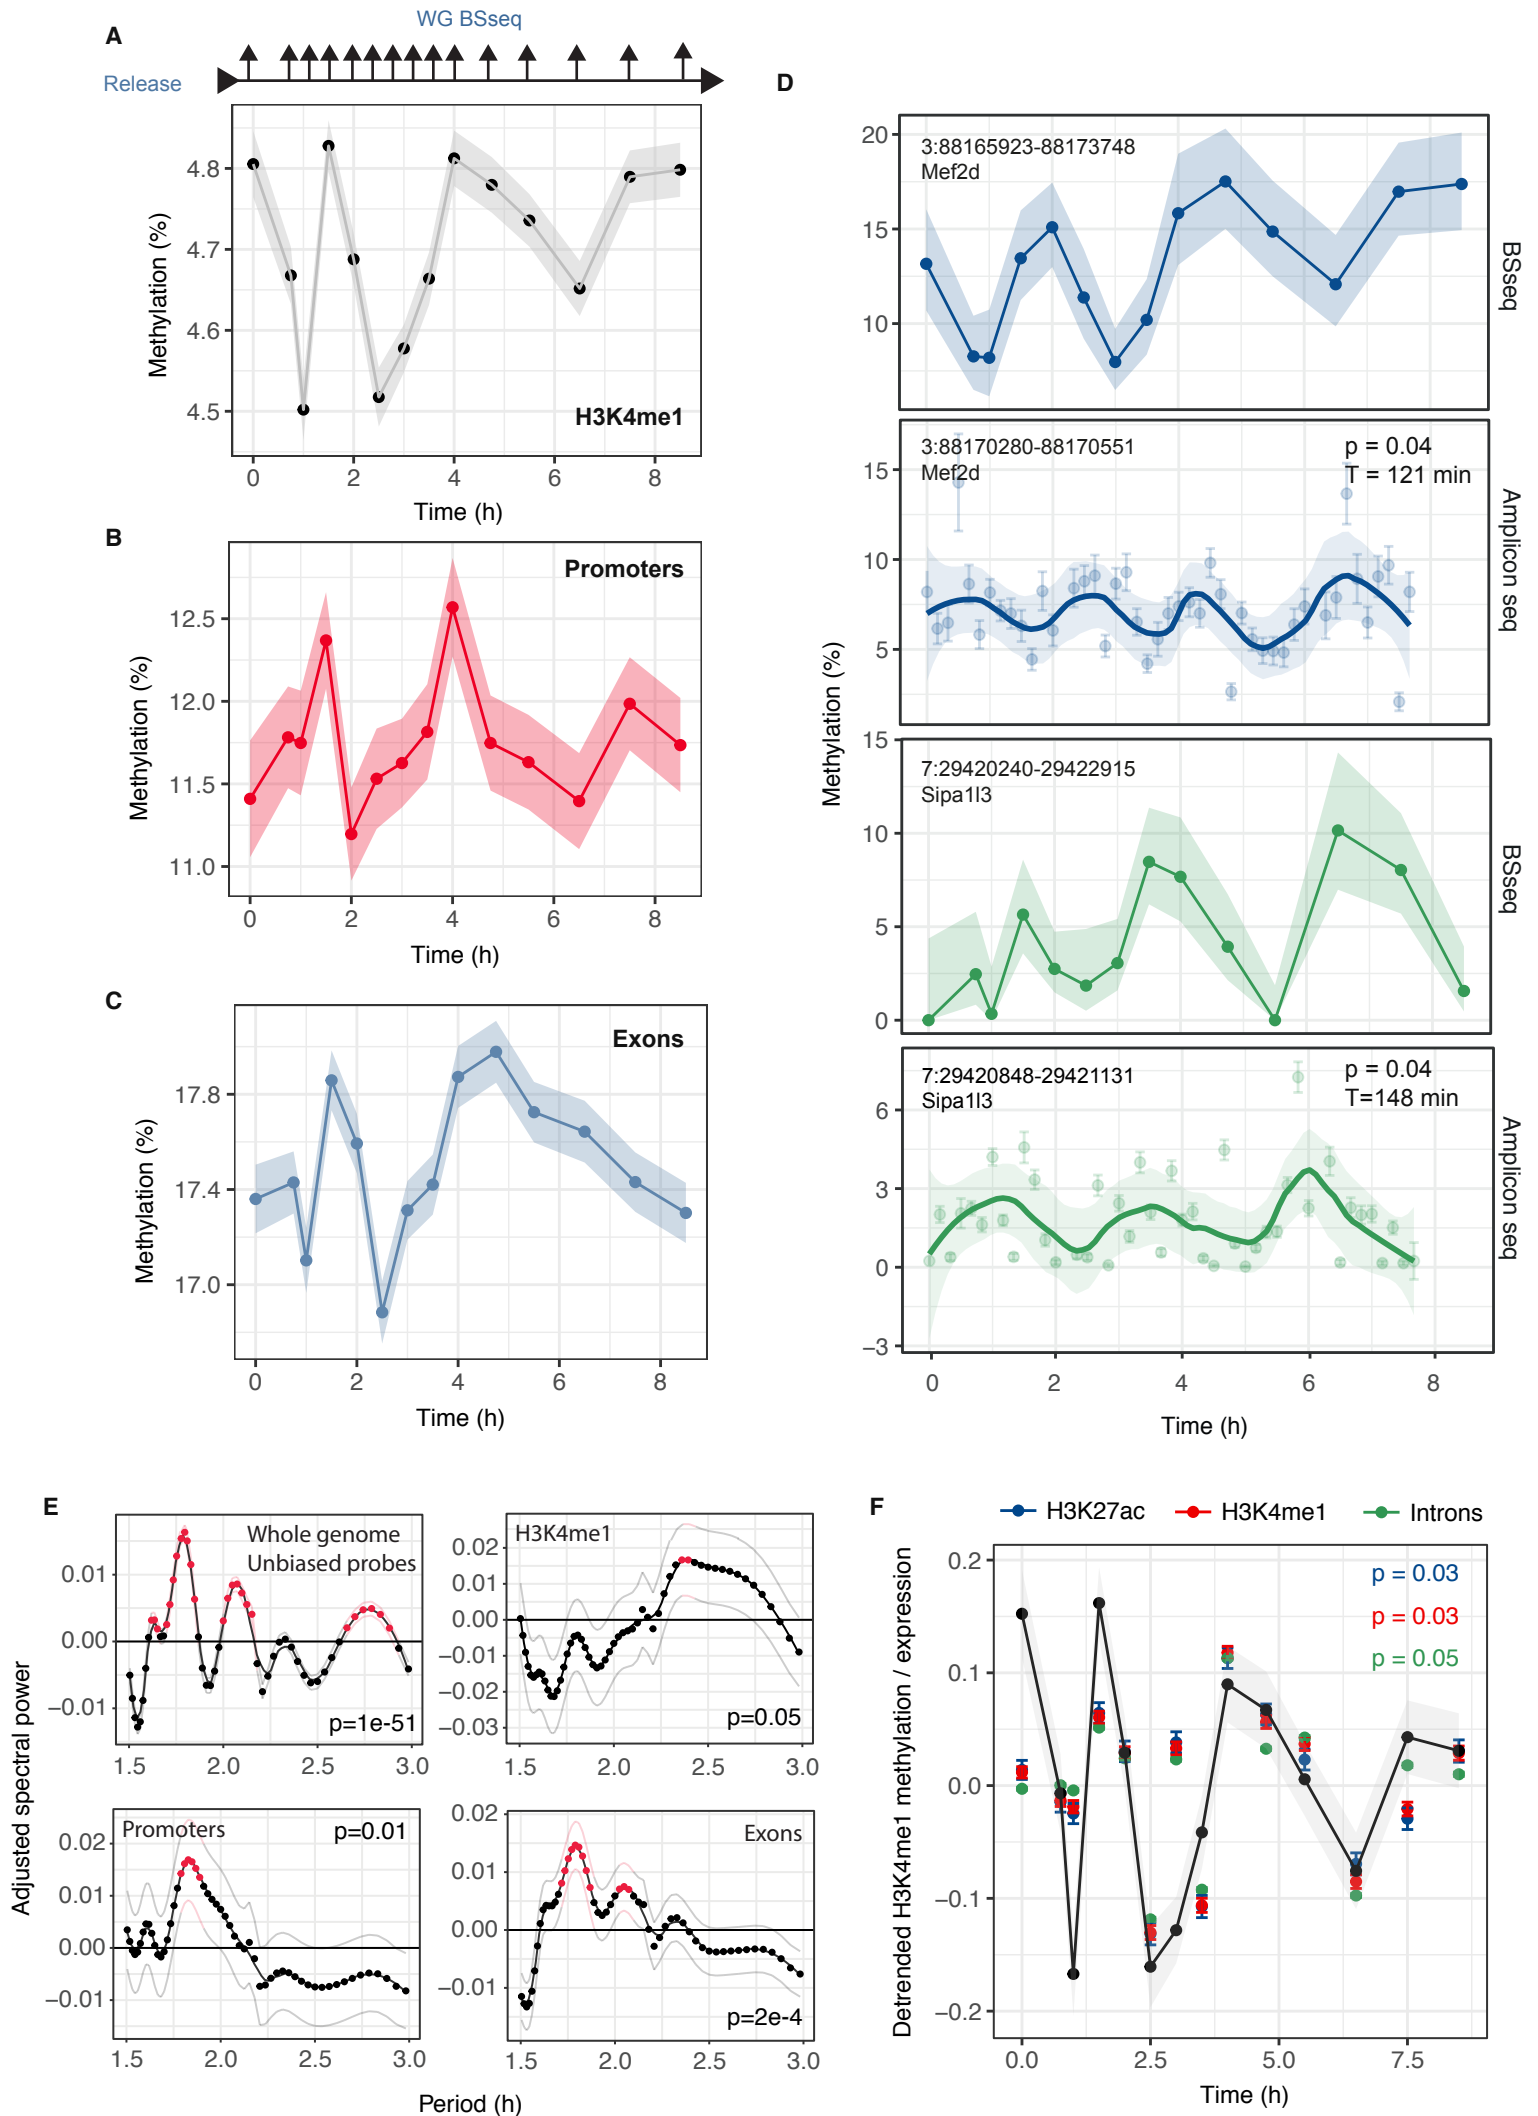 A
WG BSseq
Release
4.8
4.7
4.6
4.5
Methylation (%)
H3K4me1
0 2 4 6 8
Time (h)
B
Promoters
12.5
12.0
11.5
11.0
Methylation (%)
0 2 4 6 8
Time (h)
C
Exons
17.8
17.4
17.0
Methylation (%)
0 2 4 6 8
Time (h)
D
3:88165923-88173748
Mef2d
20
15
10
BSseq
3:88170280-88170551
Mef2d
p = 0.04
T = 121 min
15
10
5
Amplicon seq
Methylation (%)
7:29420240-29422915
Sipa1l3
15
10
5
0
BSseq
7:29420848-29421131
Sipa1l3
p = 0.04
T=148 min
6
3
0
−3
Amplicon seq
0 2 4 6 8
Time (h)
E
Whole genome
Unbiased probes
0.01
0.00
−0.01
p=1e-51
1.5 2.0 2.5 3.0
H3K4me1
0.02
0.01
0.00
−0.01
−0.02
−0.03
p=0.05
1.5 2.0 2.5 3.0
Adjusted spectral power
Promoters
p=0.01
0.02
0.01
0.00
−0.01
1.5 2.0 2.5 3.0
Exons
0.02
0.01
0.00
−0.01
p=2e-4
1.5 2.0 2.5 3.0
Period (h)
F
H3K27ac H3K4me1 Introns
p = 0.03
p = 0.03
p = 0.05
0.2
0.1
0.0
−0.1
−0.2
Detrended H3K4me1 methylation / expression
0.0 2.5 5.0 7.5
Time (h)